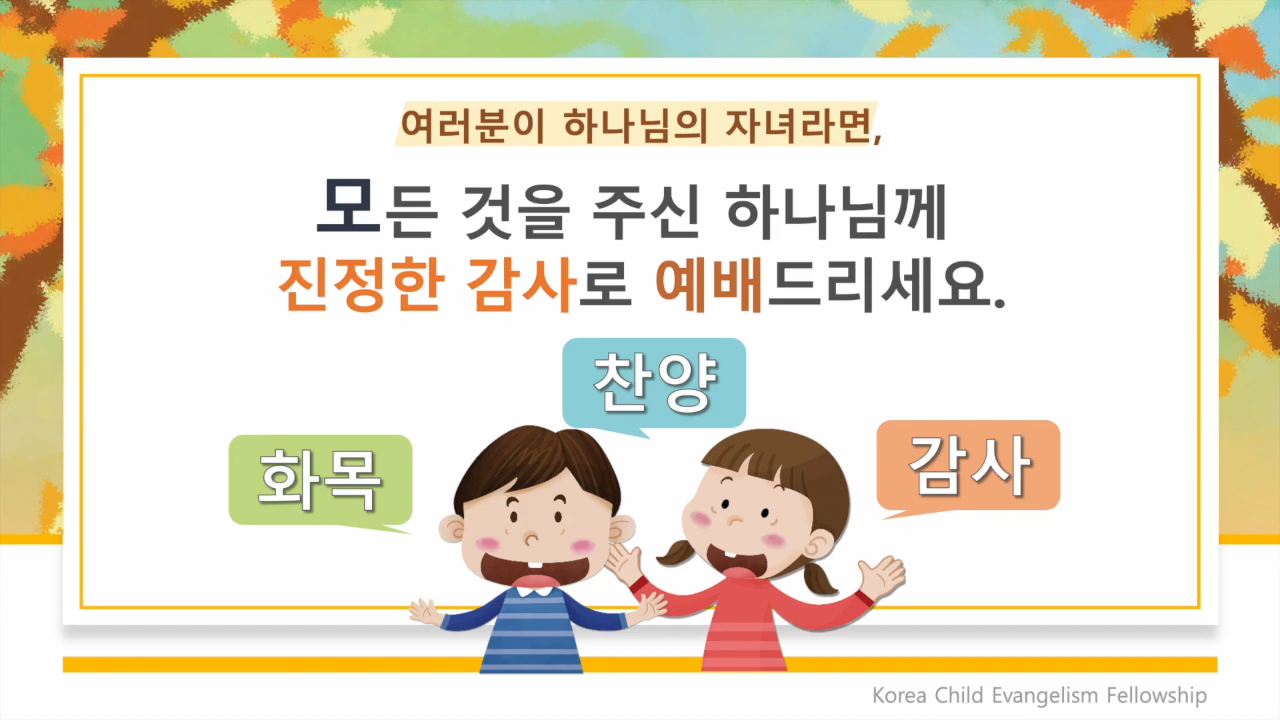 여러분이 하나님의 자녀라면,
모든 것을 주신 하나님께
진정한 감사로 예배드리세요.
찬양
화목
감사
Korea Child Evangelism Fellowship